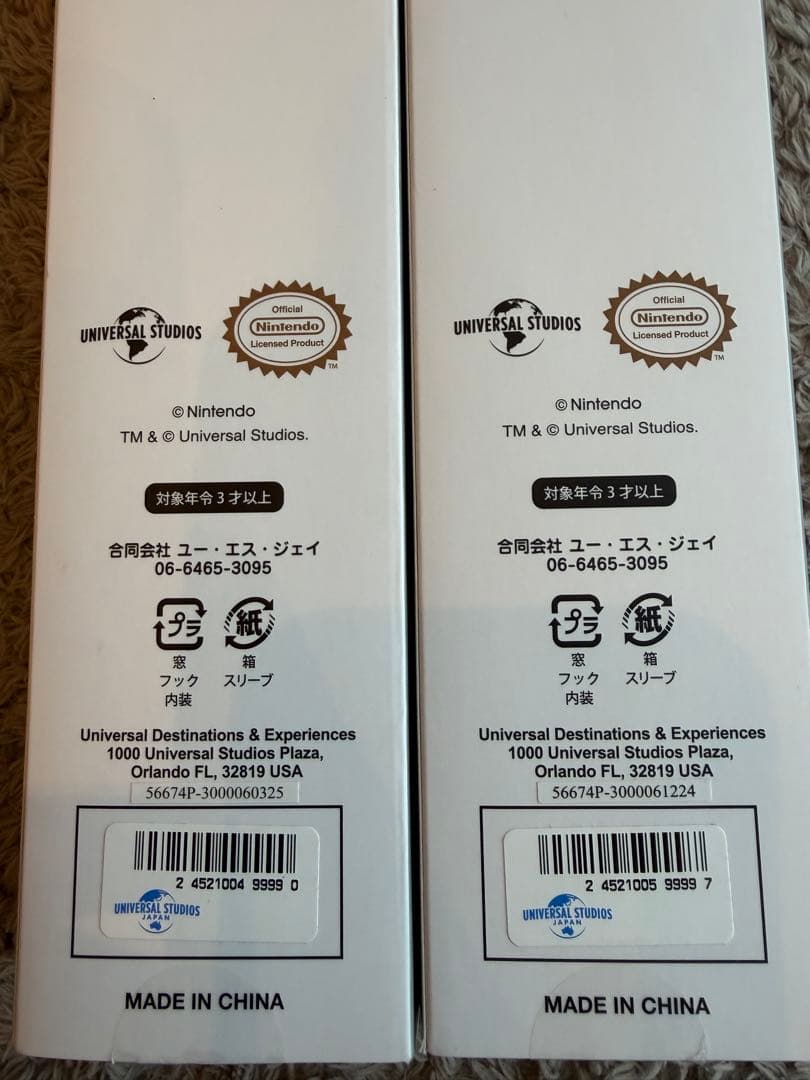 UNIVERSAL STUDIOS
Official
Nintendo
Licensed Product
TM
© Nintendo
TM & © Universal Studios.
対象年令3才以上
合同会社 ユー・エス・ジェイ
06-6465-3095
プラ
紙
窓
フック
内装
箱
スリーブ
Universal Destinations & Experiences
1000 Universal Studios Plaza,
Orlando FL, 32819 USA
56674P-3000060325
2 4521004 9999 0
UNIVERSAL STUDIOS
JAPAN
MADE IN CHINA
UNIVERSAL STUDIOS
Official
Nintendo
Licensed Product
TM
© Nintendo
TM & © Universal Studios.
対象年令3才以上
合同会社 ユー・エス・ジェイ
06-6465-3095
プラ
紙
窓
フック
内装
箱
スリーブ
Universal Destinations & Experiences
1000 Universal Studios Plaza,
Orlando FL, 32819 USA
56674P-3000061224
2 4521005 9999 7
UNIVERSAL STUDIOS
JAPAN
MADE IN CHINA